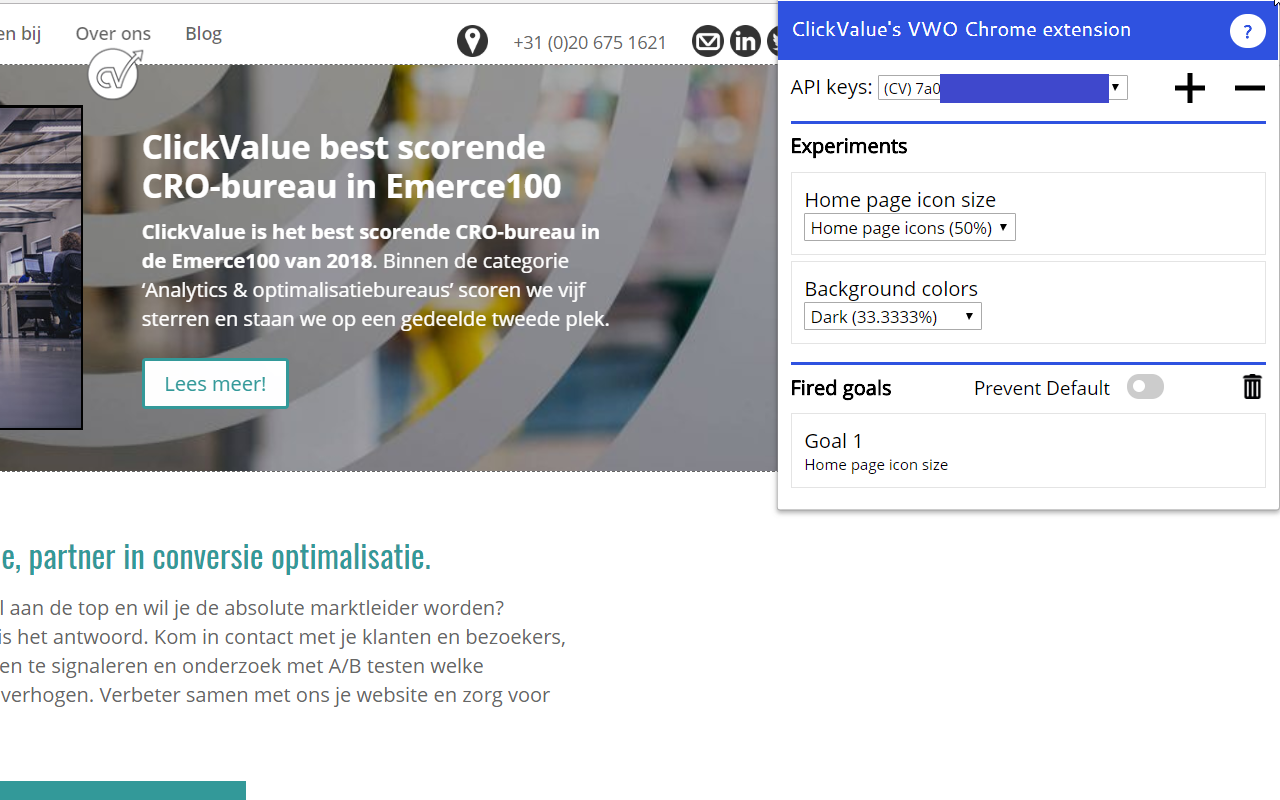 en bij
Over ons
Blog
+31 (0)20 675 1621
in
CV
ClickValue best scorende
CRO-bureau in Emerce100
ClickValue is het best scorende CRO-bureau in
de Emerce100 van 2018. Binnen de categorie
‘Analytics & optimalisatiebureaus’ scoren we vijf
sterren en staan we op een gedeelde tweede plek.
Lees meer!
e, partner in conversie optimalisatie.
l aan de top en wil je de absolute marktleider worden?
is het antwoord. Kom in contact met je klanten en bezoekers,
en te signaleren en onderzoek met A/B testen welke
verhogen. Verbeter samen met ons je website en zorg voor
ClickValue's VWO Chrome extension
?
API keys: (CV) 7a0
Experiments
Home page icon size
Home page icons (50%)
Background colors
Dark (33.3333%)
Fired goals
Prevent Default
Goal 1
Home page icon size